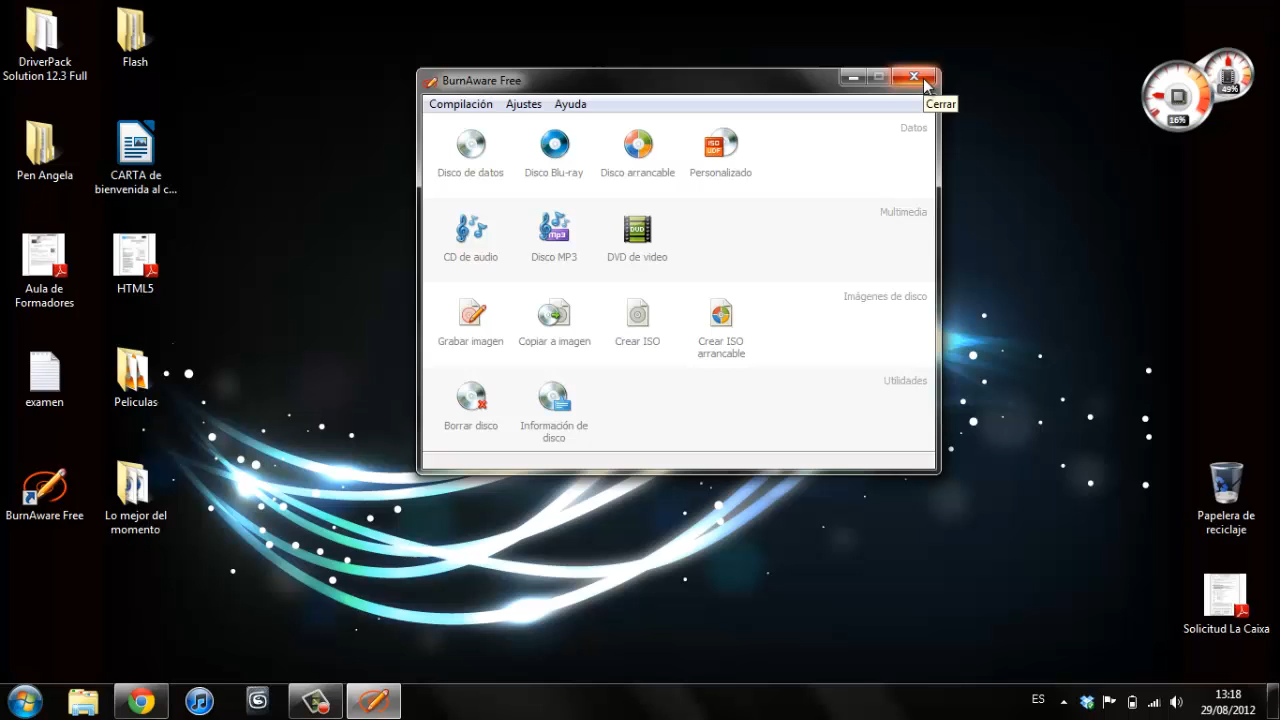 DriverPack
Solution 12.3 Full
Flash
Pen Angela
CARTA de
bienvenida al c...
Aula de
Formadores
HTML5
examen
Peliculas
BurnAware Free
Lo mejor del
momento
BurnAware Free
Cerrar
Compilación Ajustes Ayuda
Datos
Disco de datos
Disco Blu-ray
Disco arrancable
ISO
UDF
Personalizado
Multimedia
CD de audio
Mp3
Disco MP3
DVD
DVD de video
Imágenes de disco
Grabar imagen
Copiar a imagen
Crear ISO
Crear ISO
arrancable
Utilidades
Borrar disco
Información de
disco
16%
49%
Papelera de
reciclaje
Solicitud La Caixa
ES
13:18
29/08/2012